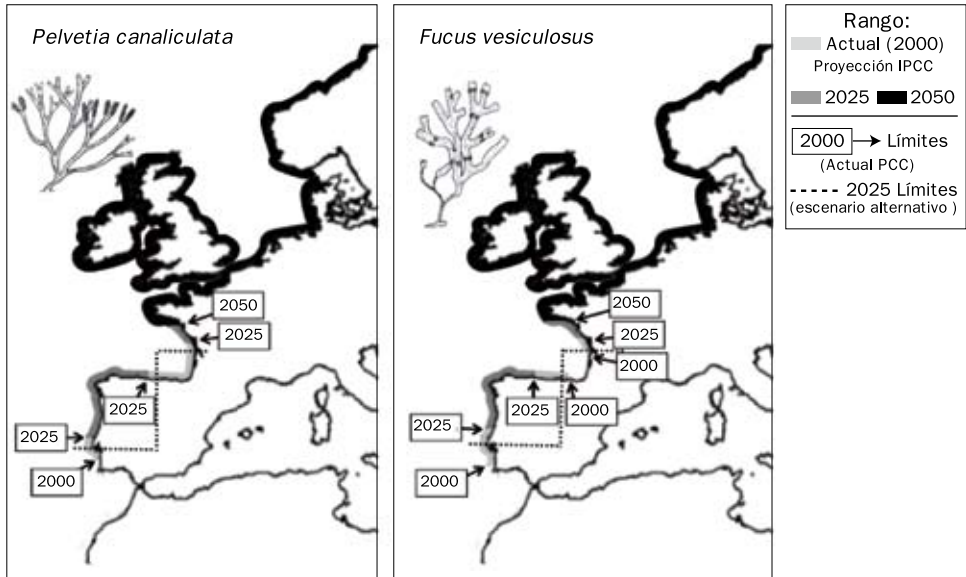 Pelvetia canaliculata
2050
2025
2025
2025
2000
Fucus vesiculosus
2050
2025
2000
2025
2000
2025
2000
Rango:
Actual (2000)
Proyección IPCC
2025 2050
2000 Límites
(Actual PCC)
2025 Límites
(escenario alternativo )